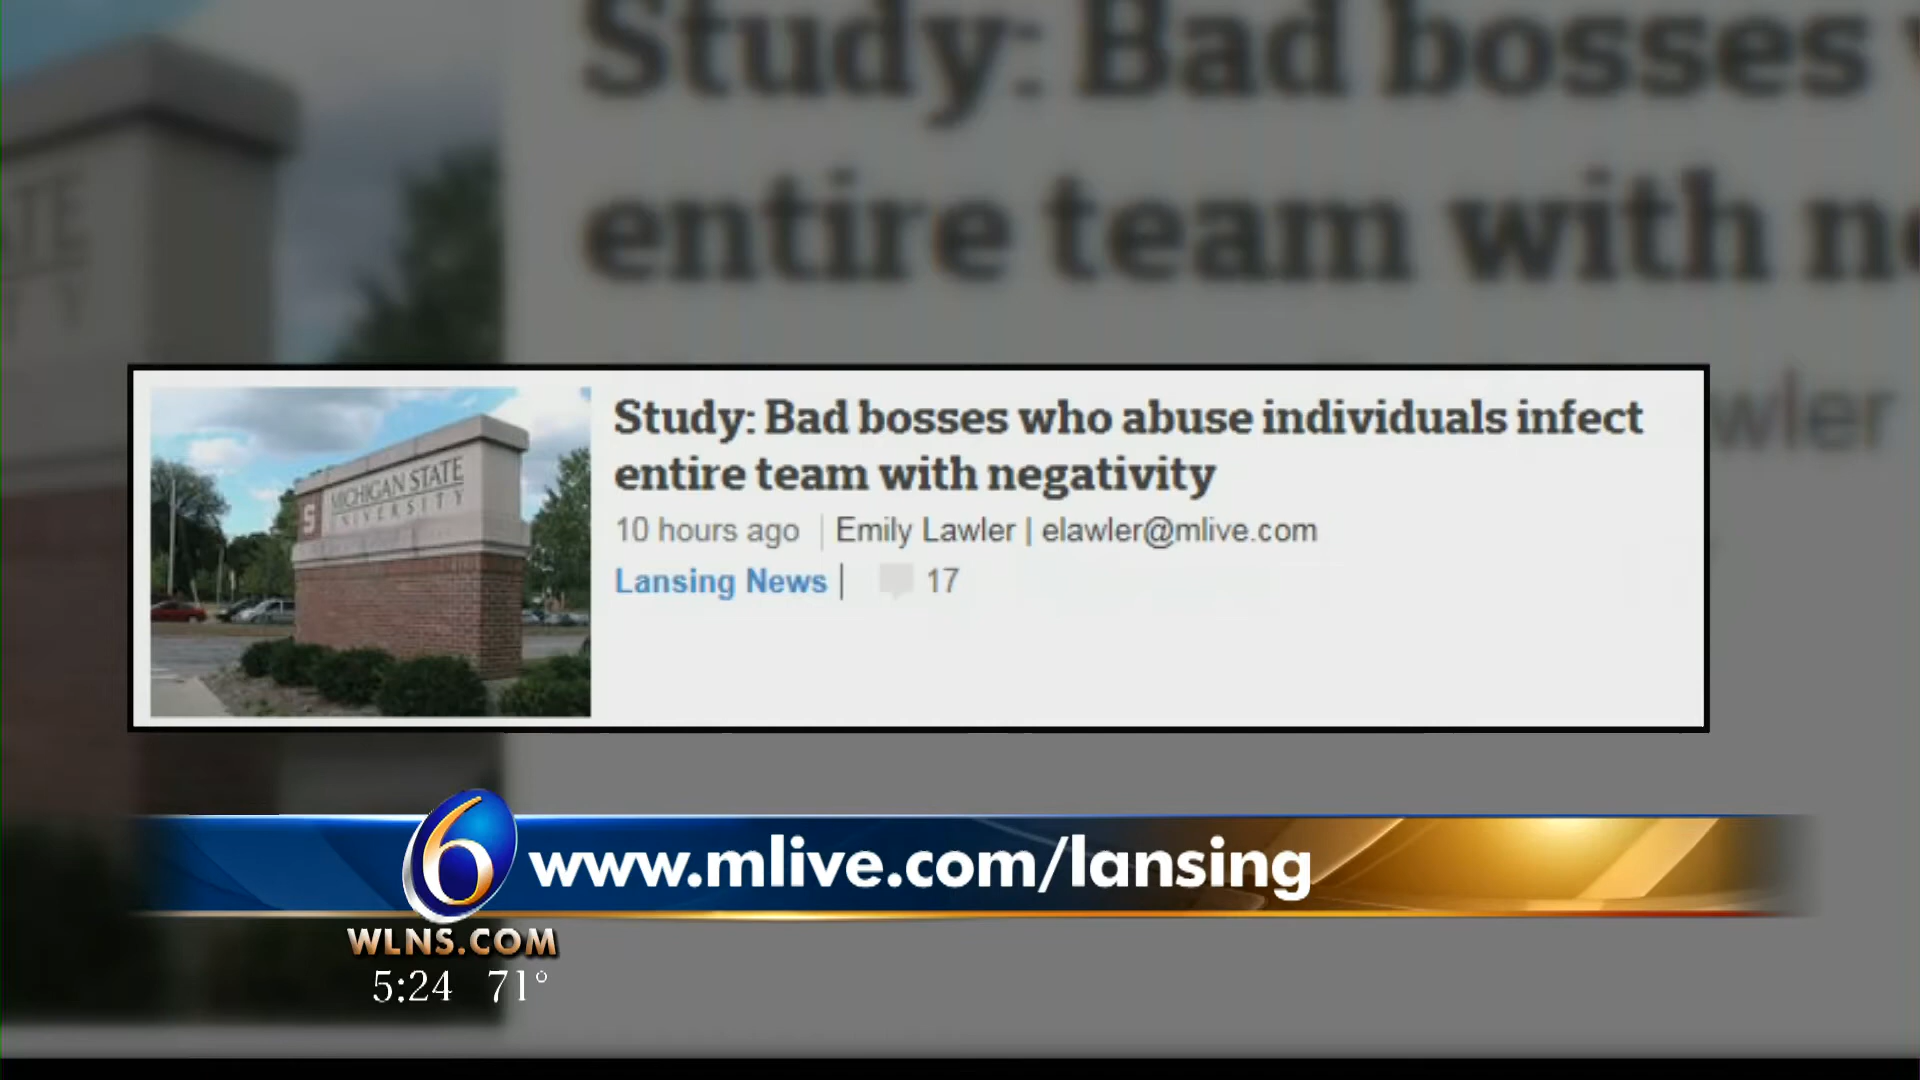 Study: Bad bosses
entire team with
wler
Study: Bad bosses who abuse individuals infect
entire team with negativity
10 hours ago | Emily Lawler | elawler@mlive.com
Lansing News | 17
MICHIGAN STATE
UNIVERSITY
S
6 www.mlive.com/lansing
WLNS.COM
5:24 71°